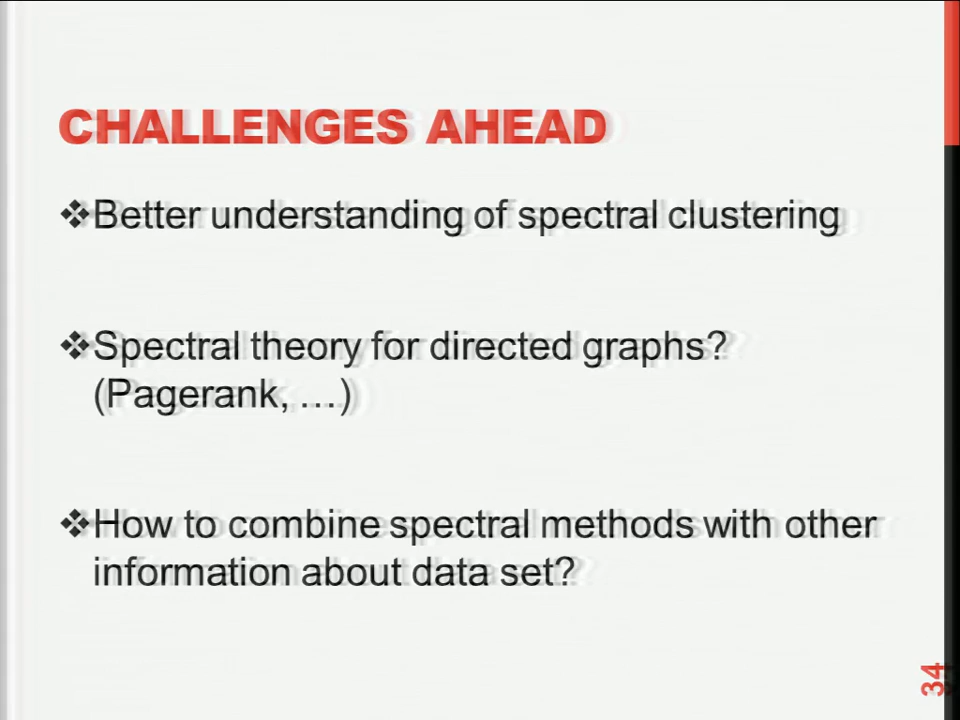 CHALLENGES AHEAD
❖Better understanding of spectral clustering
❖Spectral theory for directed graphs?
(Pagerank, …)
❖How to combine spectral methods with other
information about data set?
34